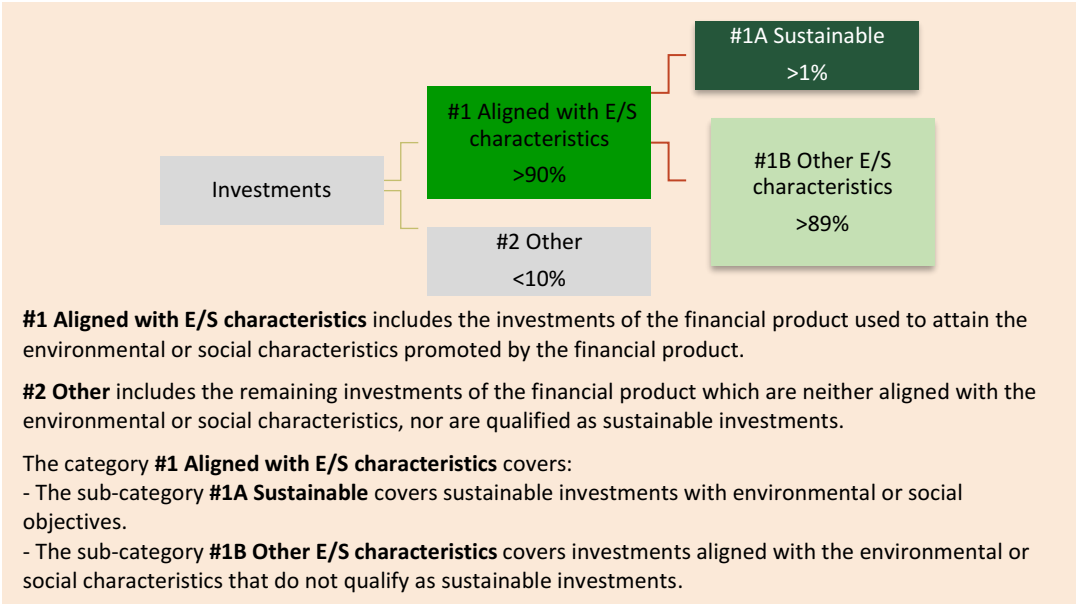 #1A Sustainable
>1%
#1 Aligned with E/S
characteristics
>90%
#1B Other E/S
characteristics
>89%
Investments
#2 Other
<10%
#1 Aligned with E/S characteristics includes the investments of the financial product used to attain the
environmental or social characteristics promoted by the financial product.
#2 Other includes the remaining investments of the financial product which are neither aligned with the
environmental or social characteristics, nor are qualified as sustainable investments.
The category #1 Aligned with E/S characteristics covers:
- The sub-category #1A Sustainable covers sustainable investments with environmental or social
objectives.
- The sub-category #1B Other E/S characteristics covers investments aligned with the environmental or
social characteristics that do not qualify as sustainable investments.